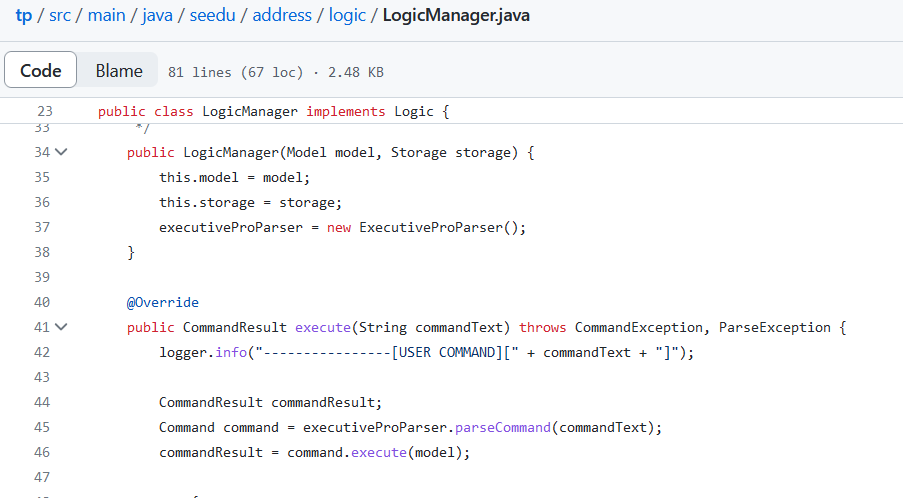 tp / src / main / java / seedu / address / logic / LogicManager.java
Code Blame 81 lines (67 loc) · 2.48 KB
23 public class LogicManager implements Logic {
33 */
34 public LogicManager(Model model, Storage storage) {
35 this.model = model;
36 this.storage = storage;
37 executiveProParser = new ExecutiveProParser();
38 }
39
40 @Override
41 public CommandResult execute(String commandText) throws CommandException, ParseException {
42 logger.info("----------------[USER COMMAND][" + commandText + "]");
43
44 CommandResult commandResult;
45 Command command = executiveProParser.parseCommand(commandText);
46 commandResult = command.execute(model);
47